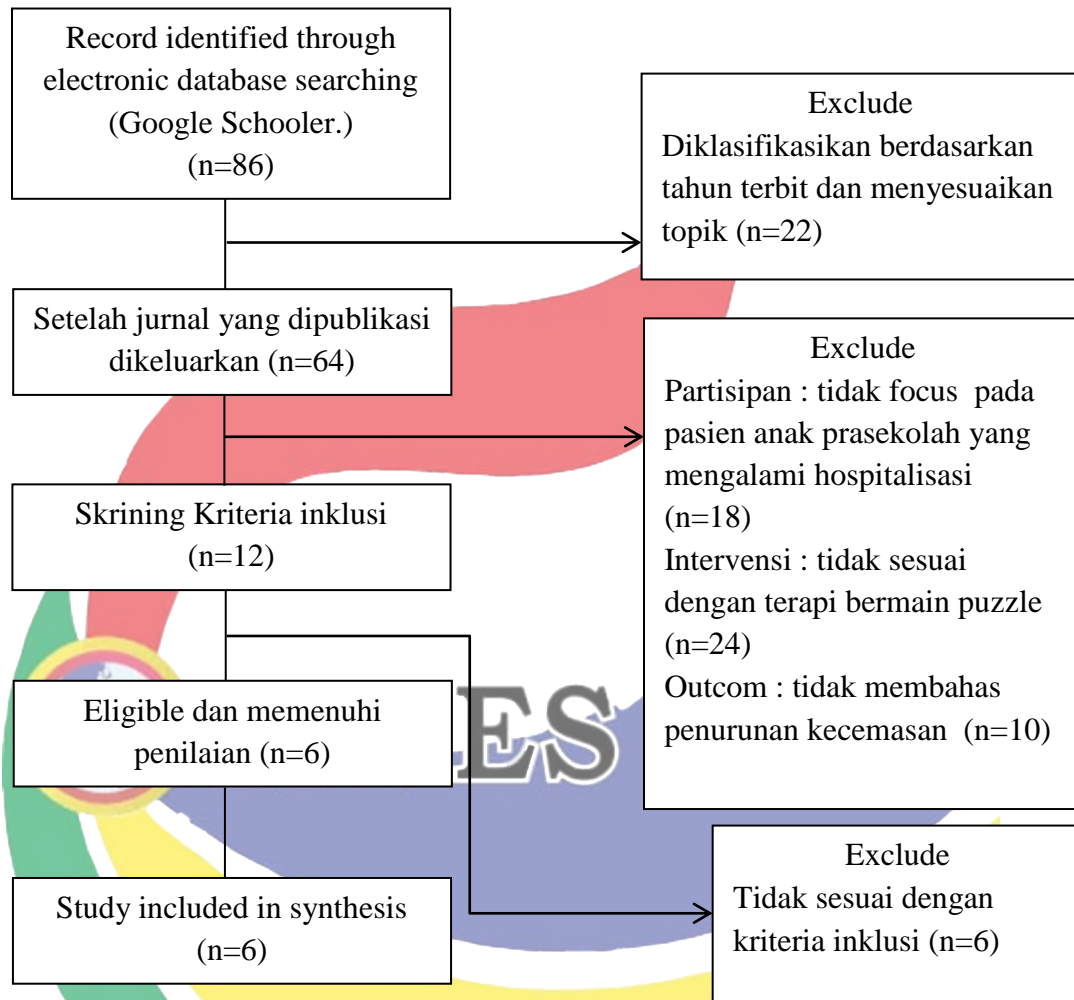 Record identified through
electronic database searching
(Google Schooler.)
(n=86)
Exclude
Diklasifikasikan berdasarkan
tahun terbit dan menyesuaikan
topik (n=22)
Setelah jurnal yang dipublikasi
dikeluarkan (n=64)
Exclude
Partisipan : tidak focus pada
pasien anak prasekolah yang
mengalami hospitalisasi
(n=18)
Intervensi : tidak sesuai
dengan terapi bermain puzzle
(n=24)
Outcom : tidak membahas
penurunan kecemasan (n=10)
Skrining Kriteria inklusi
(n=12)
Eligible dan memenuhi
penilaian (n=6)
ES
Exclude
Tidak sesuai dengan
kriteria inklusi (n=6)
Study included in synthesis
(n=6)